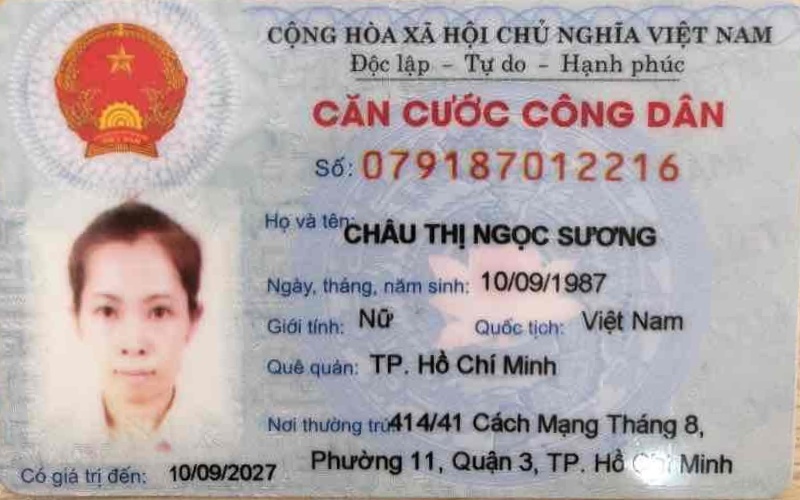 CỘNG HÒA XÃ HỘI CHỦ NGHĨA VIỆT NAM
Độc lập - Tự do - Hạnh phúc
CĂN CƯỚC CÔNG DÂN
Số: 079187012216
Họ và tên: CHÂU THỊ NGỌC SƯƠNG
Ngày, tháng, năm sinh: 10/09/1987
Giới tính: Nữ Quốc tịch: Việt Nam
Quê quán: TP. Hồ Chí Minh
Nơi thường trú: 414/41 Cách Mạng Tháng 8,
Phường 11, Quận 3, TP. Hồ Chí Minh
Có giá trị đến: 10/09/2027